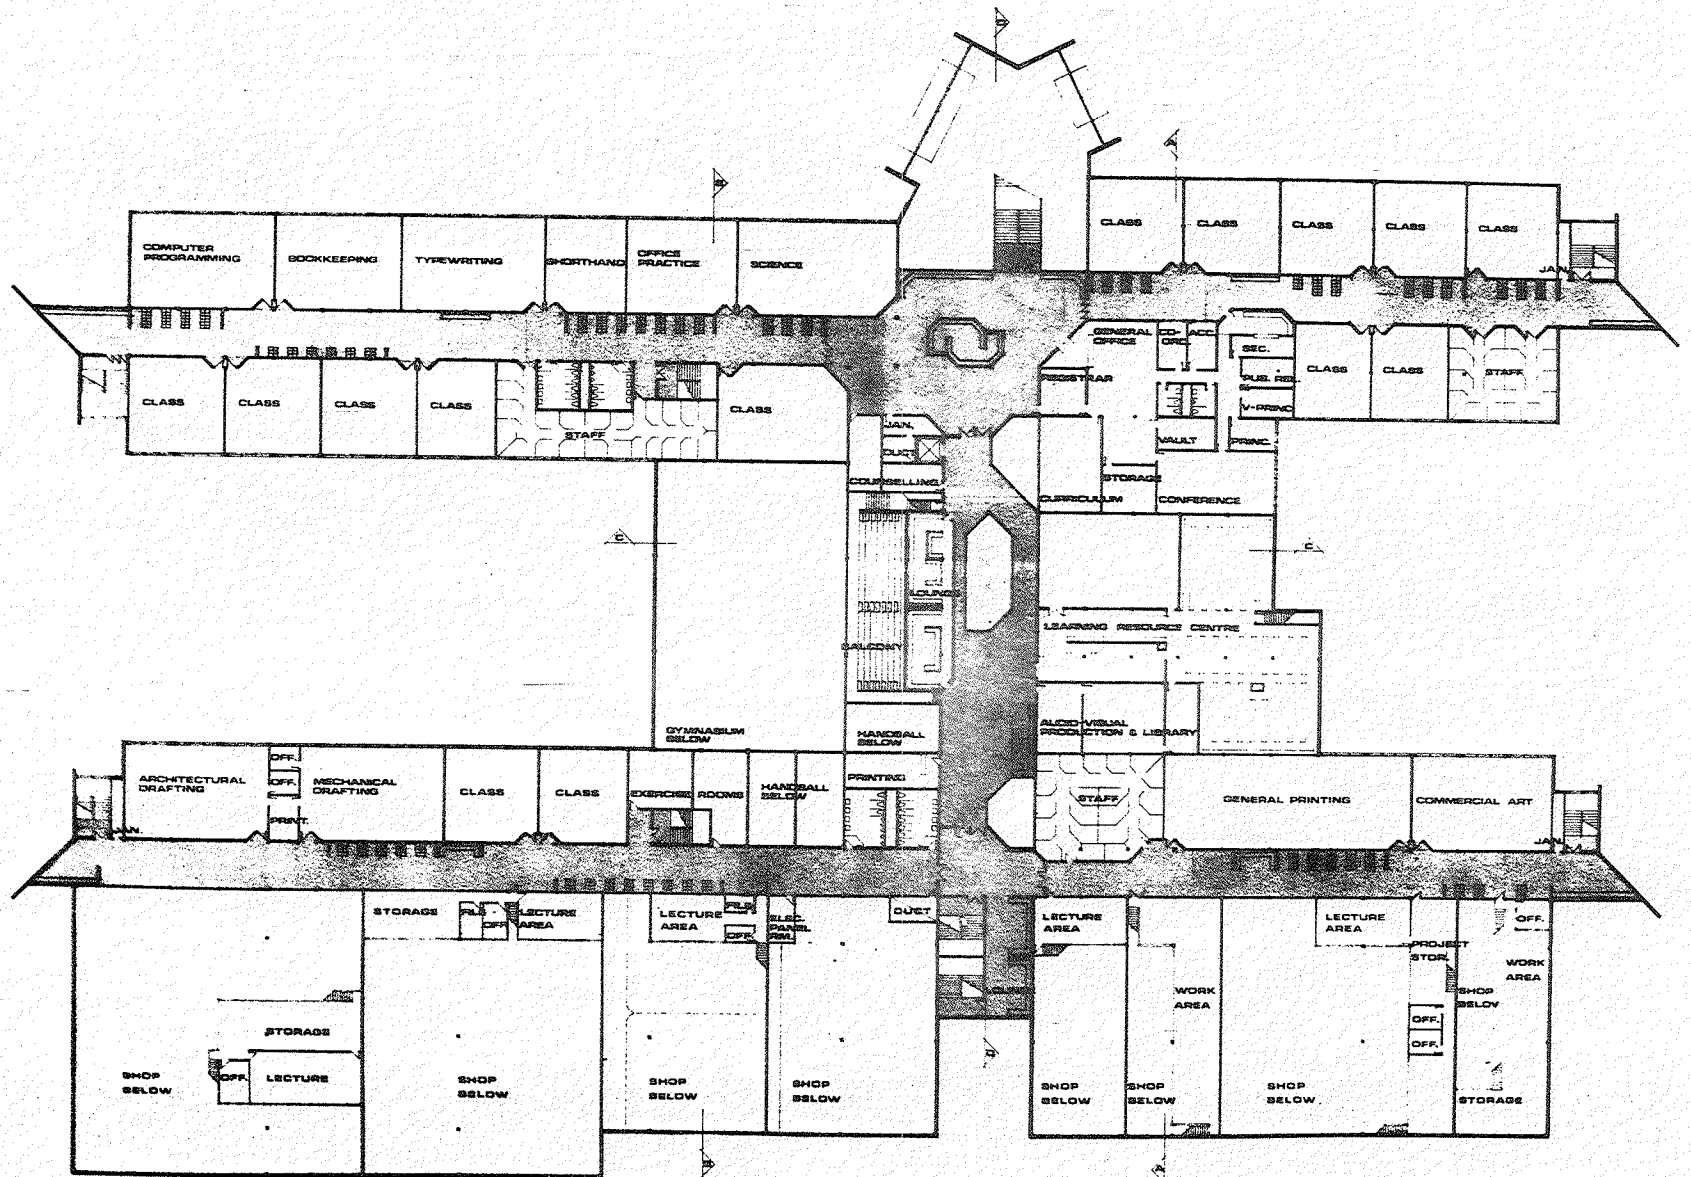 CLASS
CLASS
CLASS
CLASS
CLASS
COMPUTER
PROGRAMMING
BOOKKEEPING
TYPEWRITING
SHORTHAND
OFFICE
PRACTICE
SCIENCE
JAN.
GENERAL
OFFICE
CO-
ORD.
ACC.
SEC.
REGISTRAR
PUB. REL.
CLASS
CLASS
STAFF
V-PRINC.
CLASS
CLASS
CLASS
CLASS
STAFF
CLASS
JAN.
DUCT
VAULT
PRINC.
COUNSELLING
STORAGE
CURRICULUM
CONFERENCE
C
C
LOUNGE
LEARNING RESOURCE CENTRE
BALCONY
GYMNASIUM
BELOW
HANDBALL
BELOW
AUDIO-VISUAL
PRODUCTION & LIBRARY
ARCHITECTURAL
DRAFTING
OFF.
OFF.
PRINT.
MECHANICAL
DRAFTING
CLASS
CLASS
EXERCISE
ROOMS
HANDBALL
BELOW
PRINTING
STAFF
GENERAL PRINTING
COMMERCIAL ART
JAN.
JAN.
STORAGE
FILE
OFF.
LECTURE
AREA
LECTURE
AREA
FILE
OFF.
ELEC.
PANEL
RM.
DUCT
LECTURE
AREA
LECTURE
AREA
OFF.
PROJECT
STOR.
WORK
AREA
WORK
AREA
SHOP
BELOW
OFF.
OFF.
STORAGE
OFF.
LECTURE
SHOP
BELOW
SHOP
BELOW
SHOP
BELOW
SHOP
BELOW
SHOP
BELOW
SHOP
BELOW
SHOP
BELOW
STORAGE